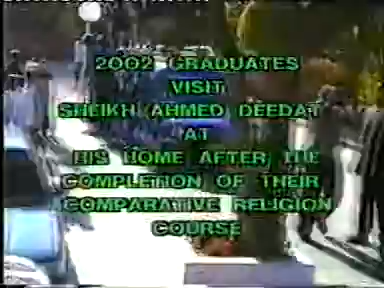 2002 GRADUATES
VISIT
SHEIKH AHMED DEEDAT
AT
HIS HOME AFTER THE
COMPLETION OF THEIR
COMPARATIVE RELIGION
COURSE